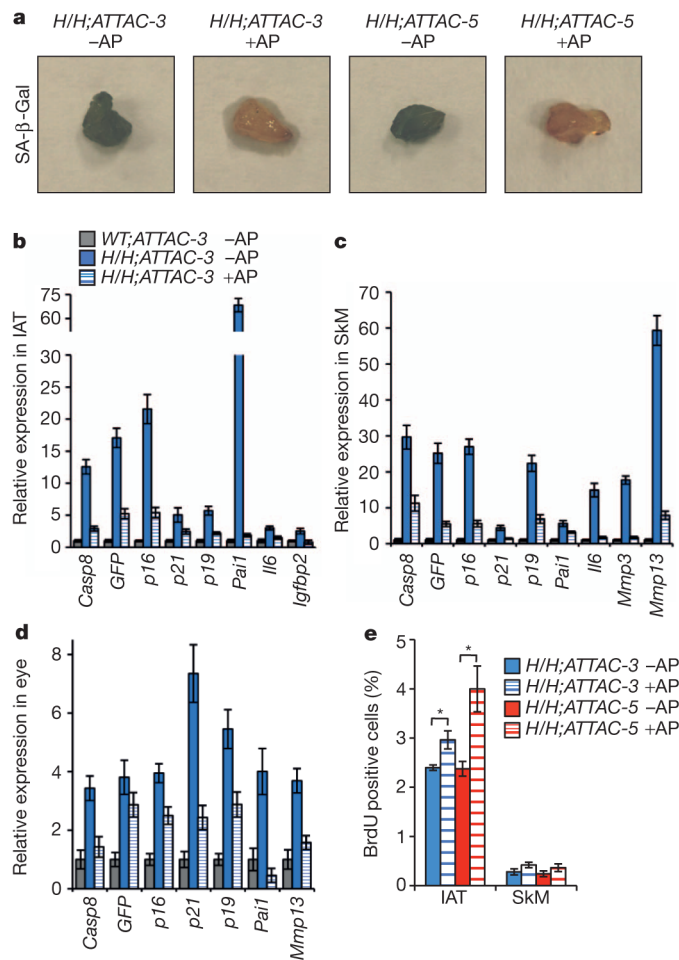 a
H/H;ATTAC-3 –AP
H/H;ATTAC-3 +AP
H/H;ATTAC-5 –AP
H/H;ATTAC-5 +AP
SA-β-Gal
b
WT;ATTAC-3 –AP
H/H;ATTAC-3 –AP
H/H;ATTAC-3 +AP
Relative expression in IAT
75
60
30
25
20
15
10
5
0
Casp8
GFP
p16
p21
p19
Pai1
Il6
Igfbp2
c
Relative expression in SkM
70
60
50
40
30
20
10
0
Casp8
GFP
p16
p21
p19
Pai1
Il6
Mmp3
Mmp13
d
Relative expression in eye
8
6
4
2
0
Casp8
GFP
p16
p21
p19
Pai1
Mmp13
e
BrdU positive cells (%)
5
4
3
2
1
0
*
*
H/H;ATTAC-3 –AP
H/H;ATTAC-3 +AP
H/H;ATTAC-5 –AP
H/H;ATTAC-5 +AP
IAT
SkM